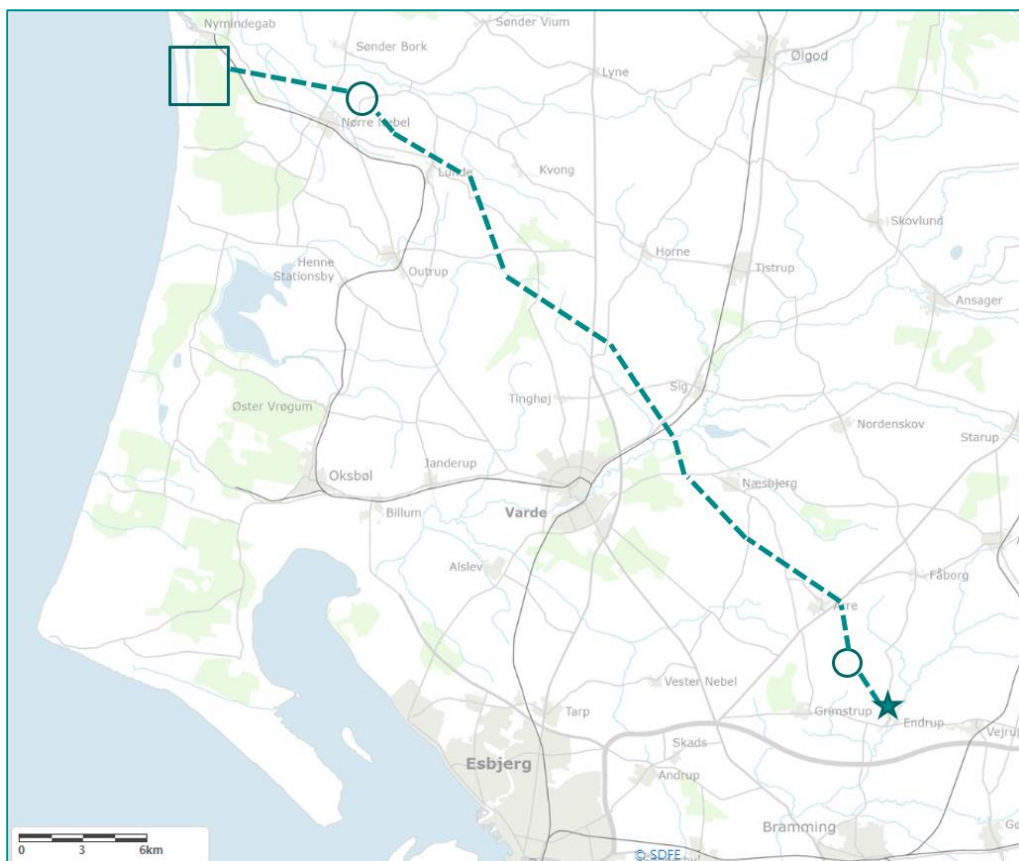 Nymindegab
Sønder Vium
Sønder Bork
Ølgod
Lyne
Nørre Nebel
Lunde
Kvong
Skovlund
Horne
Henne
Stationsby
Outrup
Tistrup
Ansager
Sig
Øster Vrøgum
Tinghøj
Nordenskov
Starup
Oksbøl
Janderup
Næsbjerg
Billum
Varde
Alslev
Fåborg
Vester Nebel
Tarp
Grimstrup
Endrup
Vejrup
Skads
Esbjerg
Andrup
Bramming
0 3 6km
© SDFE